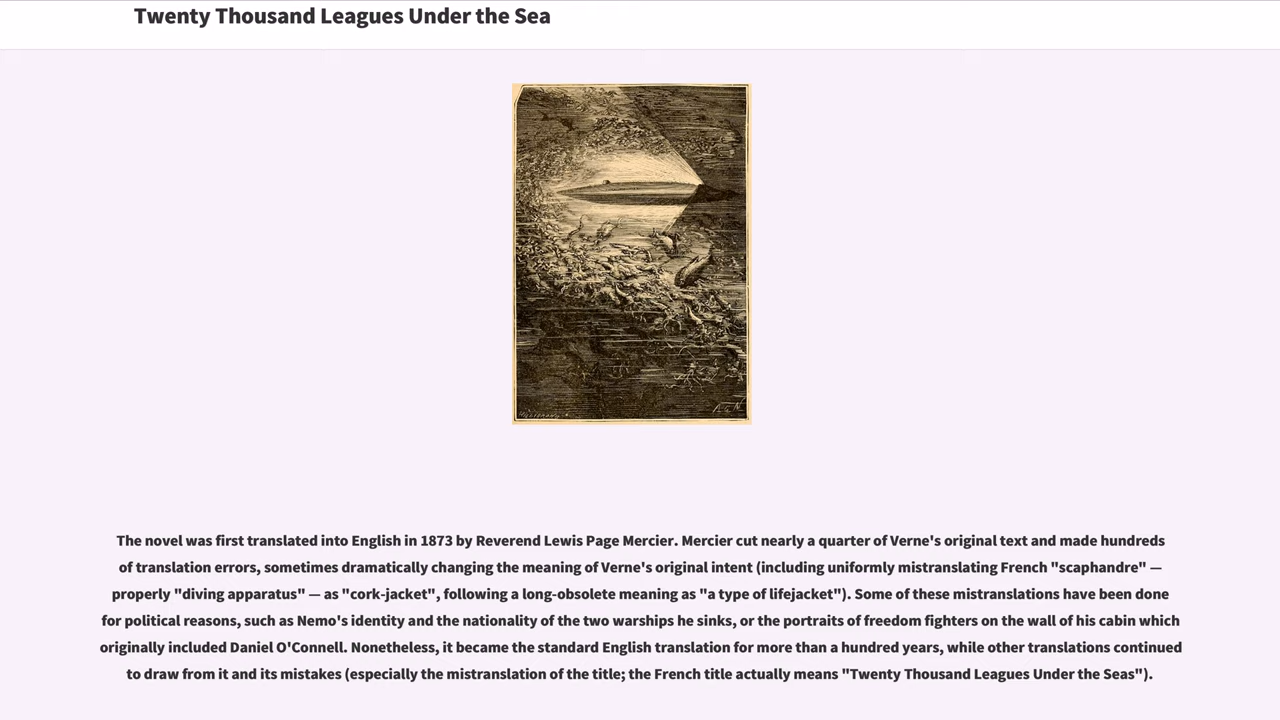 Twenty Thousand Leagues Under the Sea
The novel was first translated into English in 1873 by Reverend Lewis Page Mercier. Mercier cut nearly a quarter of Verne's original text and made hundreds
of translation errors, sometimes dramatically changing the meaning of Verne's original intent (including uniformly mistranslating French "scaphandre" —
properly "diving apparatus" — as "cork-jacket", following a long-obsolete meaning as "a type of lifejacket"). Some of these mistranslations have been done
for political reasons, such as Nemo's identity and the nationality of the two warships he sinks, or the portraits of freedom fighters on the wall of his cabin which
originally included Daniel O'Connell. Nonetheless, it became the standard English translation for more than a hundred years, while other translations continued
to draw from it and its mistakes (especially the mistranslation of the title; the French title actually means "Twenty Thousand Leagues Under the Seas").